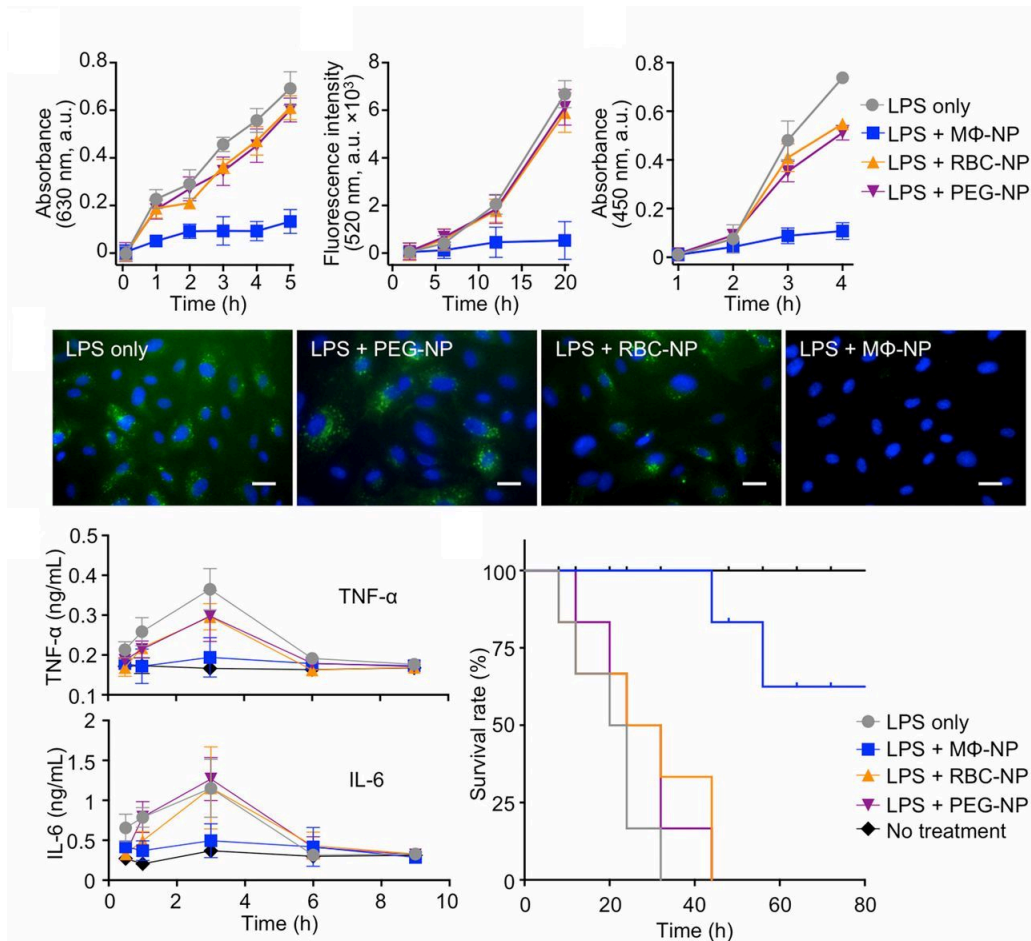 Absorbance
(630 nm, a.u.)
0.8
0.6
0.4
0.2
0
0 1 2 3 4 5
Time (h)
Fluorescence intensity
(520 nm, a.u. ×10³)
8
6
4
2
0
0 5 10 15 20
Time (h)
Absorbance
(450 nm, a.u.)
0.8
0.6
0.4
0.2
0
1 2 3 4
Time (h)
LPS only
LPS + MΦ-NP
LPS + RBC-NP
LPS + PEG-NP
LPS only
LPS + PEG-NP
LPS + RBC-NP
LPS + MΦ-NP
TNF-α (ng/mL)
0.5
0.4
0.3
0.2
0.1
TNF-α
IL-6 (ng/mL)
2
1.5
1
0.5
0
IL-6
0 2 4 6 8 10
Time (h)
Survival rate (%)
100
75
50
25
0
0 20 40 60 80
Time (h)
LPS only
LPS + MΦ-NP
LPS + RBC-NP
LPS + PEG-NP
No treatment